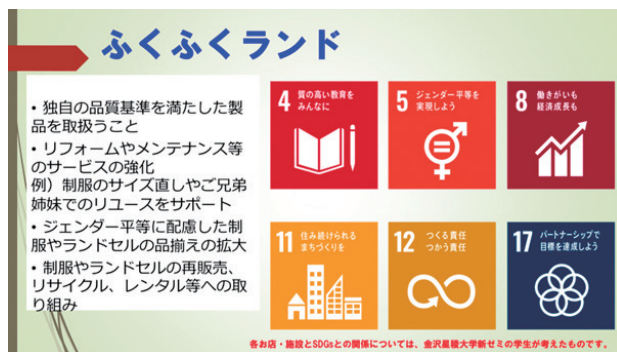 ふくふくランド
・独自の品質基準を満たした製
品を取扱うこと
・リフォームやメンテナンス等
のサービスの強化
例）制服のサイズ直しやご兄弟
姉妹でのリユースをサポート
・ジェンダー平等に配慮した制
服やランドセルの品揃えの拡大
・制服やランドセルの再販売、
リサイクル、レンタル等への取
り組み
4 質の高い教育を
みんなに
5 ジェンダー平等を
実現しよう
8 働きがいも
経済成長も
11 住み続けられる
まちづくりを
12 つくる責任
つかう責任
17 パートナーシップで
目標を達成しよう
各お店・施設とSDGsとの関係については、金沢星稜大学新ゼミの学生が考えたものです。